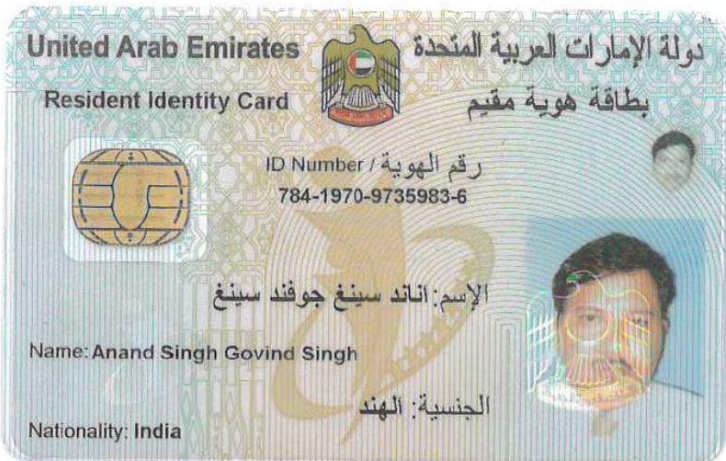 United Arab Emirates
دولة الإمارات العربية المتحدة
Resident Identity Card
بطاقة هوية مقيم
ID Number / رقم الهوية
784-1970-9735983-6
الإسم: اناند سينغ جوفند سينغ
Name: Anand Singh Govind Singh
الجنسية: الهند
Nationality: India